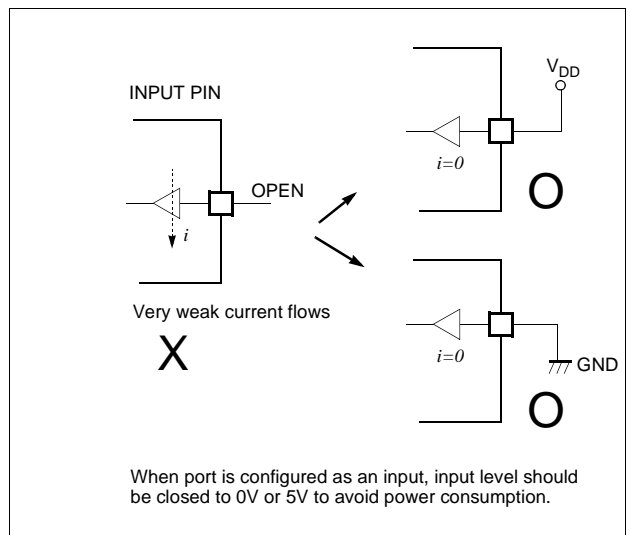 INPUT PIN
OPEN
i
Very weak current flows
X
VDD
i=0
O
i=0
GND
O
When port is configured as an input, input level should
be closed to 0V or 5V to avoid power consumption.